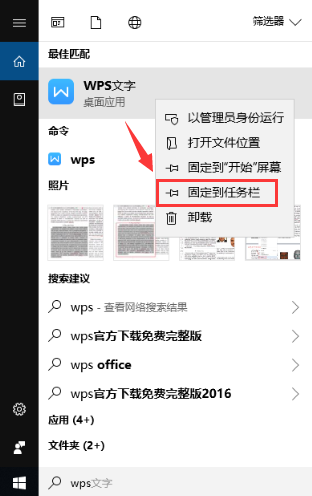 筛选器
最佳匹配
WPS文字
桌面应用
以管理员身份运行
打开文件位置
固定到"开始"屏幕
固定到任务栏
卸载
命令
wps
照片
搜索建议
wps - 查看网络搜索结果
wps官方下载免费完整版
wps office
wps官方下载免费完整版2016
应用 (4+)
文件夹 (2+)
wps文字